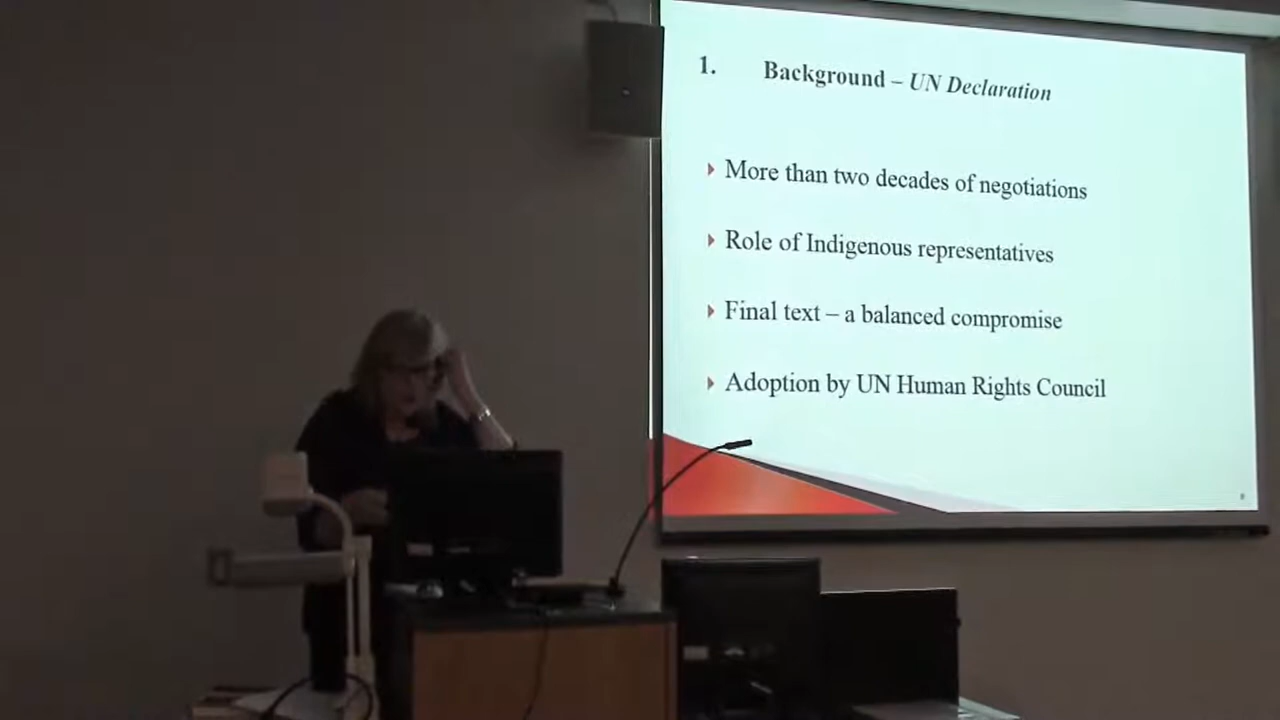 1. Background – UN Declaration
More than two decades of negotiations
Role of Indigenous representatives
Final text – a balanced compromise
Adoption by UN Human Rights Council